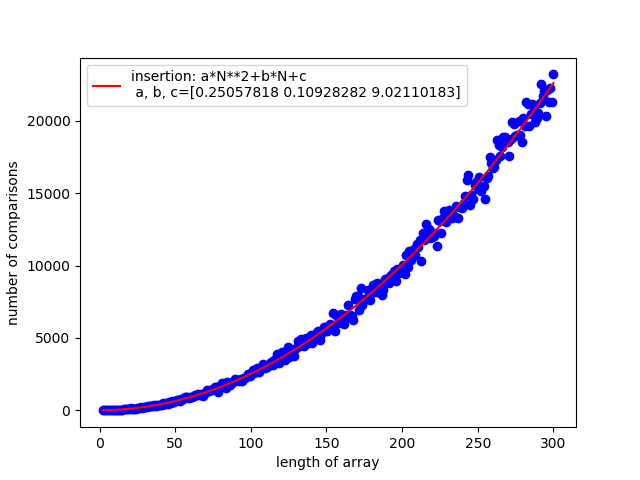 insertion: a*N**2+b*N+c
a, b, c=[0.25057818 0.10928282 9.02110183]
20000
15000
10000
5000
0
number of comparisons
0 50 100 150 200 250 300
length of array